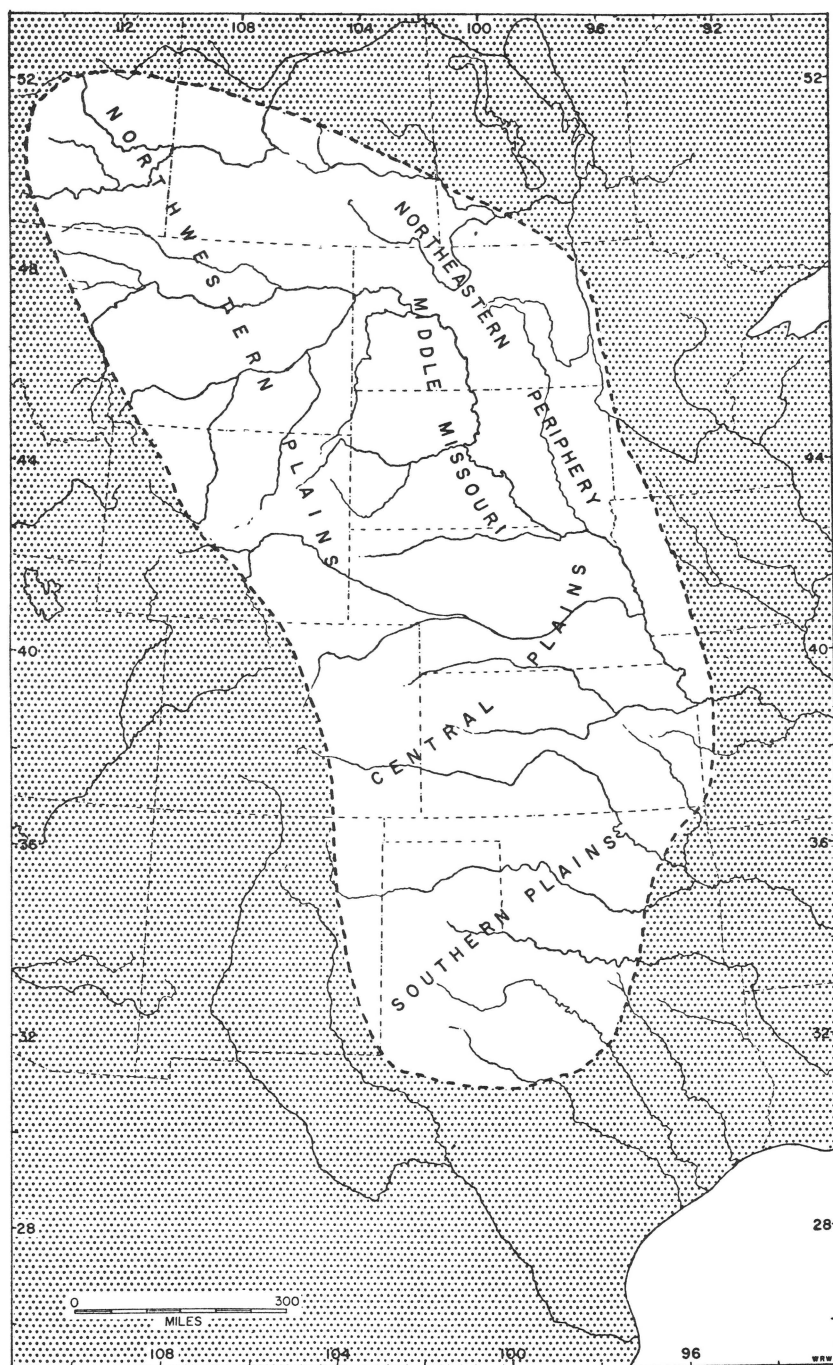 112 108 104 100 96 92
52 52
NORTHWESTERN PLAINS
NORTHEASTERN PERIPHERY
48
MIDDLE MISSOURI
44 44
CENTRAL PLAINS
40 40
36 36
SOUTHERN PLAINS
32 32
28 28
0 300
MILES
108 104 100 96
WRW